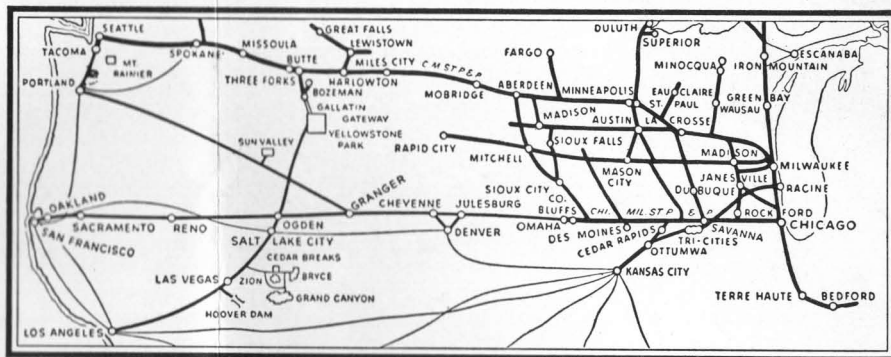 SEATTLE
TACOMA
MT.
RAINIER
PORTLAND
SPOKANE
MISSOULA
BUTTE
THREE FORKS
GREAT FALLS
LEWISTOWN
MILES CITY
HARLOWTON
BOZEMAN
GALLATIN
GATEWAY
YELLOWSTONE
PARK
C M S T P & P
MOBRIDGE
ABERDEEN
FARGO
DULUTH
SUPERIOR
MINNEAPOLIS
ST.
PAUL
EAU CLAIRE
MINOCQUA
IRON MOUNTAIN
ESCANABA
GREEN BAY
WAUSAU
MADISON
AUSTIN
LA CROSSE
SIOUX FALLS
RAPID CITY
MITCHELL
MASON
CITY
MADISON
MILWAUKEE
JANESVILLE
DUBUQUE
RACINE
SIOUX CITY
CO.
BLUFFS
OMAHA
CHI. MIL. ST P & P
DES MOINES
CEDAR RAPIDS
TRI-CITIES
OTTUMWA
SAVANNA
ROCKFORD
CHICAGO
SUN VALLEY
GRANGER
CHEYENNE
JULESBURG
DENVER
OAKLAND
SAN FRANCISCO
SACRAMENTO
RENO
OGDEN
SALT LAKE CITY
CEDAR BREAKS
LAS VEGAS
ZION
BRYCE
GRAND CANYON
HOOVER DAM
LOS ANGELES
KANSAS CITY
TERRE HAUTE
BEDFORD